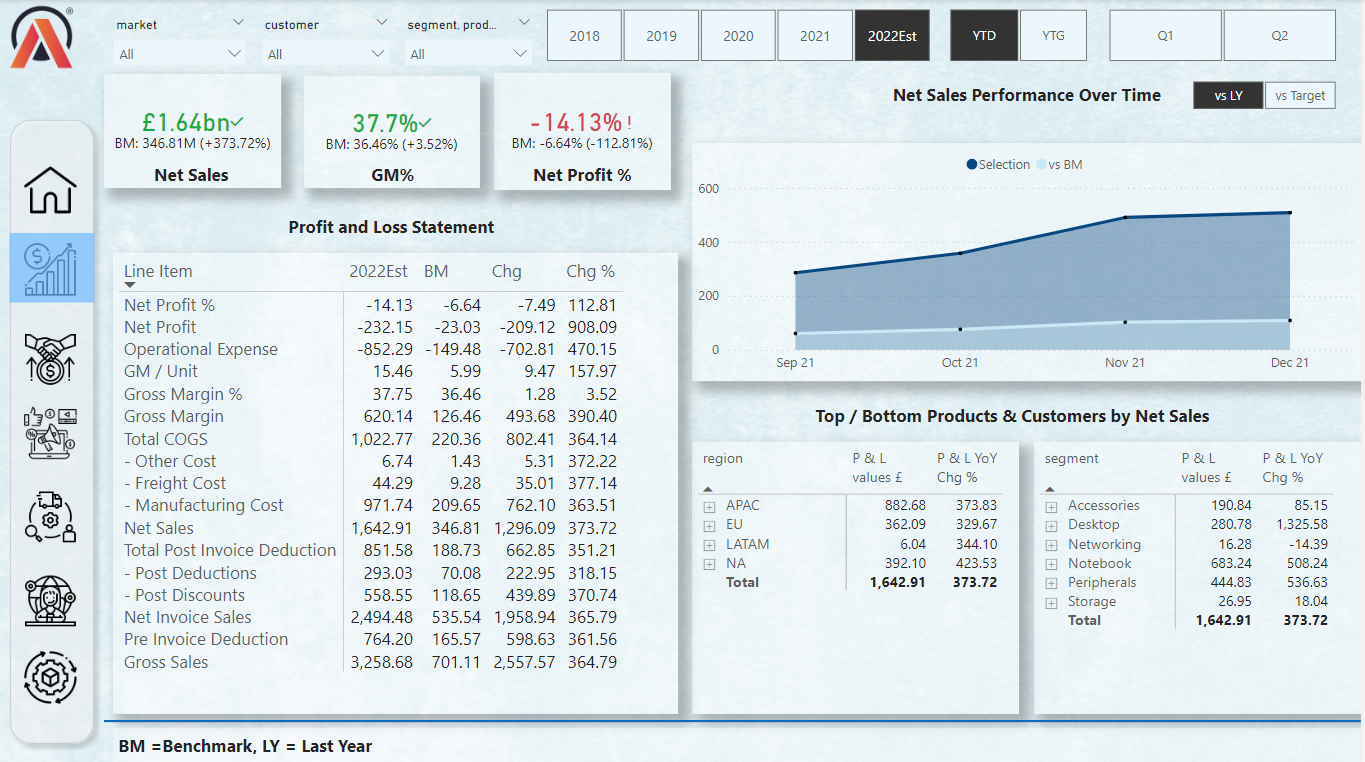 market
customer
segment, prod...
All
All
All
2018
2019
2020
2021
2022Est
YTD
YTG
Q1
Q2
£1.64bn
BM: 346.81M (+373.72%)
Net Sales
37.7%
BM: 36.46% (+3.52%)
GM%
-14.13%!
BM: -6.64% (-112.81%)
Net Profit %
Net Sales Performance Over Time
vs LY
vs Target
Selection
vs BM
600
400
200
0
Sep 21
Oct 21
Nov 21
Dec 21
Profit and Loss Statement
Line Item 2022Est BM Chg Chg %
Net Profit % -14.13 -6.64 -7.49 112.81
Net Profit -232.15 -23.03 -209.12 908.09
Operational Expense -852.29 -149.48 -702.81 470.15
GM / Unit 15.46 5.99 9.47 157.97
Gross Margin % 37.75 36.46 1.28 3.52
Gross Margin 620.14 126.46 493.68 390.40
Total COGS 1,022.77 220.36 802.41 364.14
- Other Cost 6.74 1.43 5.31 372.22
- Freight Cost 44.29 9.28 35.01 377.14
- Manufacturing Cost 971.74 209.65 762.10 363.51
Net Sales 1,642.91 346.81 1,296.09 373.72
Total Post Invoice Deduction 851.58 188.73 662.85 351.21
- Post Deductions 293.03 70.08 222.95 318.15
- Post Discounts 558.55 118.65 439.89 370.74
Net Invoice Sales 2,494.48 535.54 1,958.94 365.79
Pre Invoice Deduction 764.20 165.57 598.63 361.56
Gross Sales 3,258.68 701.11 2,557.57 364.79
Top / Bottom Products & Customers by Net Sales
region P & L P & L YoY
values £ Chg %
APAC 882.68 373.83
EU 362.09 329.67
LATAM 6.04 344.10
NA 392.10 423.53
Total 1,642.91 373.72
segment P & L P & L YoY
values £ Chg %
Accessories 190.84 85.15
Desktop 280.78 1,325.58
Networking 16.28 -14.39
Notebook 683.24 508.24
Peripherals 444.83 536.63
Storage 26.95 18.04
Total 1,642.91 373.72
BM =Benchmark, LY = Last Year